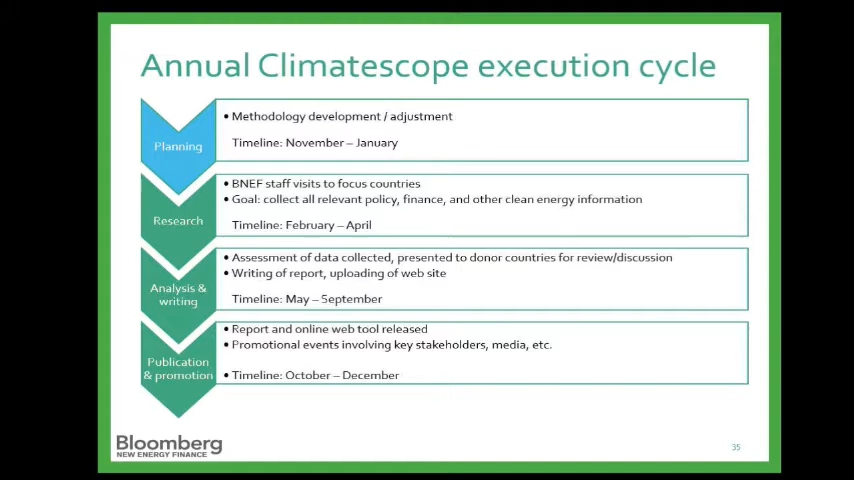 Annual Climatescope execution cycle
Planning
• Methodology development / adjustment
Timeline: November – January
Research
• BNEF staff visits to focus countries
• Goal: collect all relevant policy, finance, and other clean energy information
Timeline: February – April
Analysis &
writing
• Assessment of data collected, presented to donor countries for review/discussion
• Writing of report, uploading of web site
Timeline: May – September
Publication
& promotion
• Report and online web tool released
• Promotional events involving key stakeholders, media, etc.
• Timeline: October – December
Bloomberg
NEW ENERGY FINANCE
35